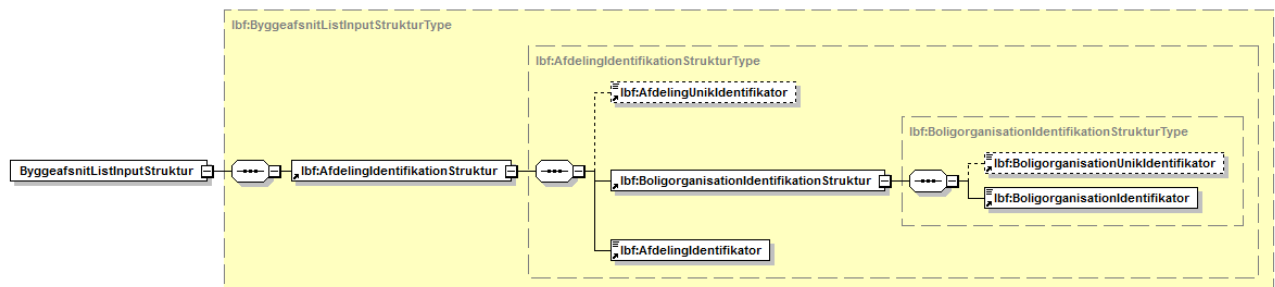 lbf:ByggeafsnitListInputStrukturType
lbf:AfdelingIdentifikationStrukturType
lbf:AfdelingUnikIdentifikator
lbf:BoligorganisationIdentifikationStrukturType
lbf:BoligorganisationUnikIdentifikator
ByggeafsnitListInputStruktur
lbf:AfdelingIdentifikationStruktur
lbf:BoligorganisationIdentifikationStruktur
lbf:BoligorganisationIdentifikator
lbf:AfdelingIdentifikator